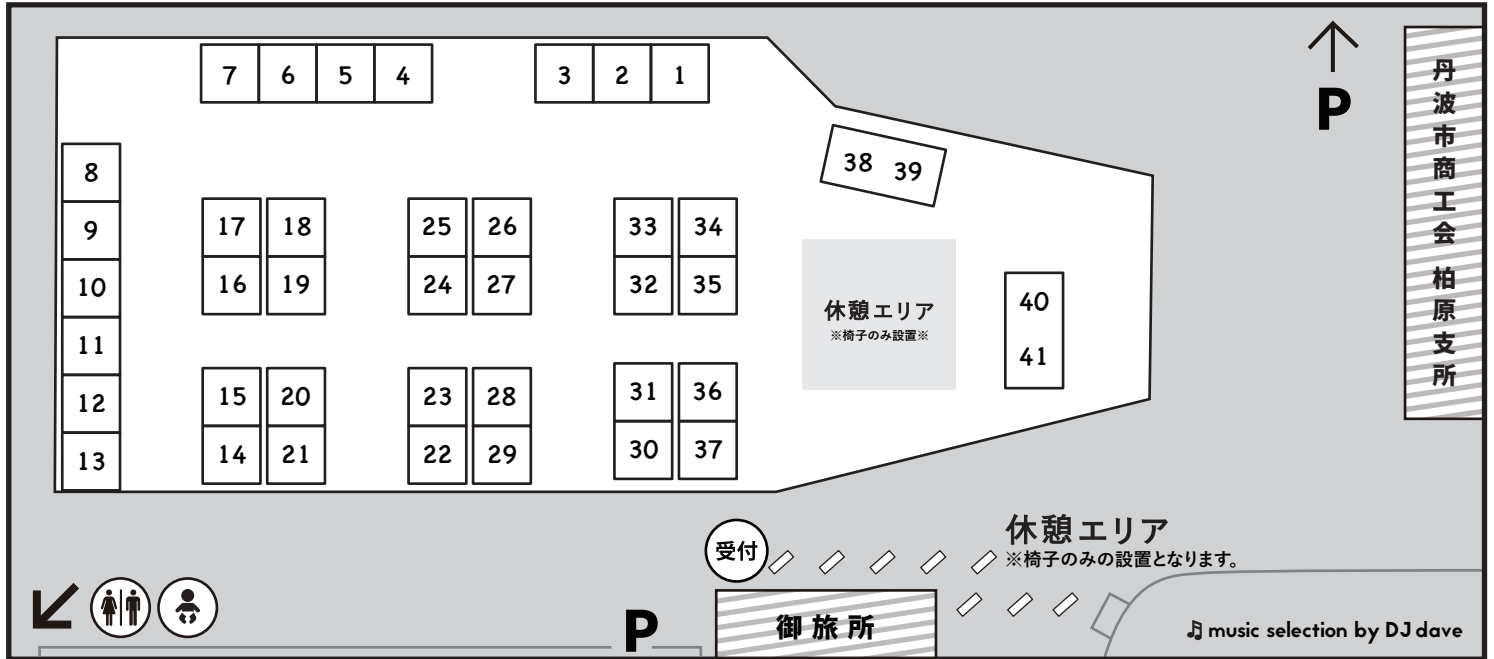 7 6 5 4 3 2 1
38 39
8
9
10
11
12
13
17 18 25 26 33 34
16 19 24 27 32 35
15 20 23 28 31 36
14 21 22 29 30 37
休憩エリア
※椅子のみ設置※
40
41
P
丹波市商工会 柏原支所
受付
休憩エリア
※椅子のみの設置となります。
P
御旅所
music selection by DJ dave